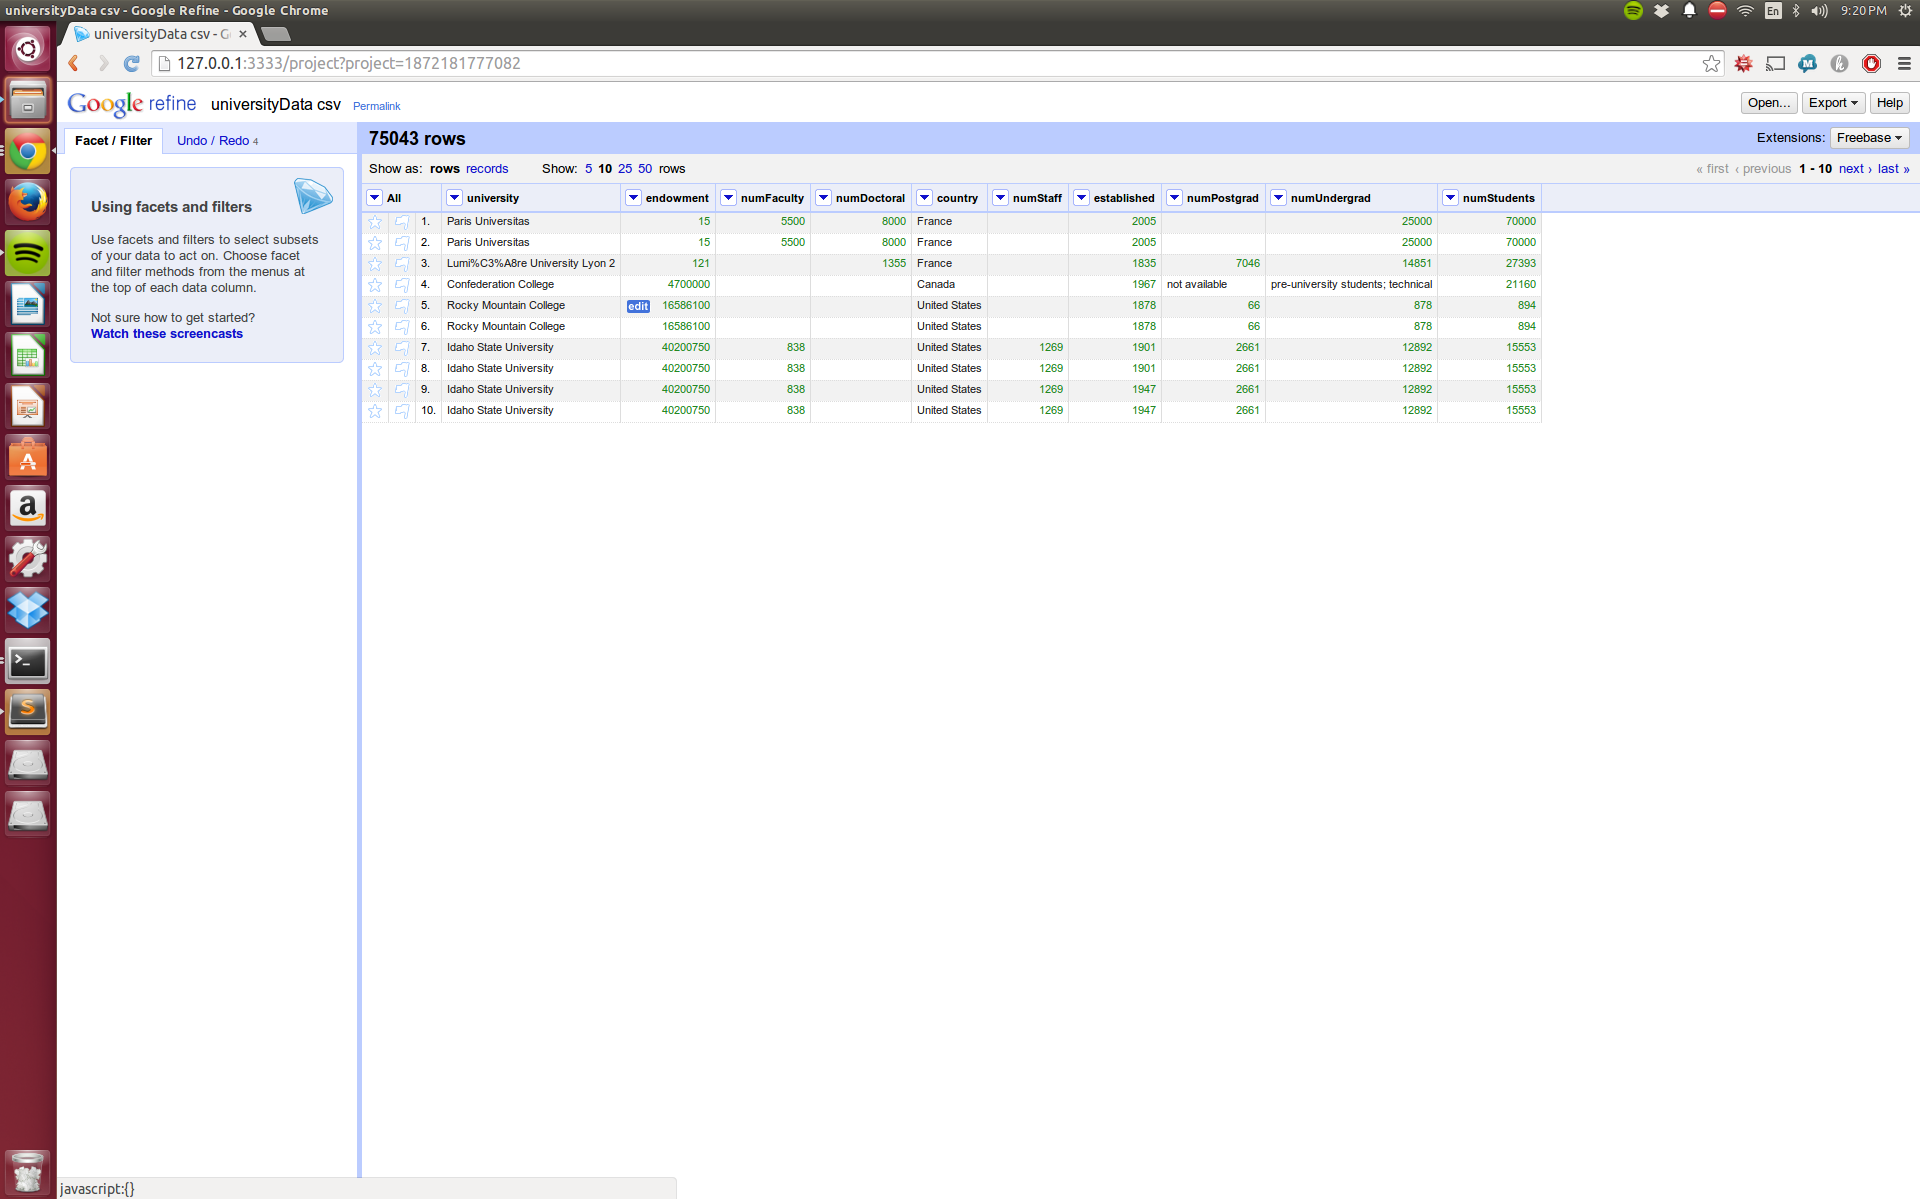 universityData csv - Google Refine - Google Chrome En 9:20 PM
universityData csv - G
127.0.0.1:3333/project?project=1872181777082
Google refine universityData csv Permalink Open... Export Help
Facet / Filter Undo / Redo 4 75043 rows Extensions: Freebase
Show as: rows records Show: 5 10 25 50 rows « first ‹ previous 1 - 10 next › last »
All university endowment numFaculty numDoctoral country numStaff established numPostgrad numUndergrad numStudents
1. Paris Universitas 15 5500 8000 France 2005 25000 70000
2. Paris Universitas 15 5500 8000 France 2005 25000 70000
3. Lumi%C3%A8re University Lyon 2 121 1355 France 1835 7046 14851 27393
4. Confederation College 4700000 Canada 1967 not available pre-university students; technical 21160
5. Rocky Mountain College edit 16586100 United States 1878 66 878 894
6. Rocky Mountain College 16586100 United States 1878 66 878 894
7. Idaho State University 40200750 838 United States 1269 1901 2661 12892 15553
8. Idaho State University 40200750 838 United States 1269 1901 2661 12892 15553
9. Idaho State University 40200750 838 United States 1269 1947 2661 12892 15553
10. Idaho State University 40200750 838 United States 1269 1947 2661 12892 15553
Using facets and filters
Use facets and filters to select subsets
of your data to act on. Choose facet
and filter methods from the menus at
the top of each data column.
Not sure how to get started?
Watch these screencasts
javascript:{}